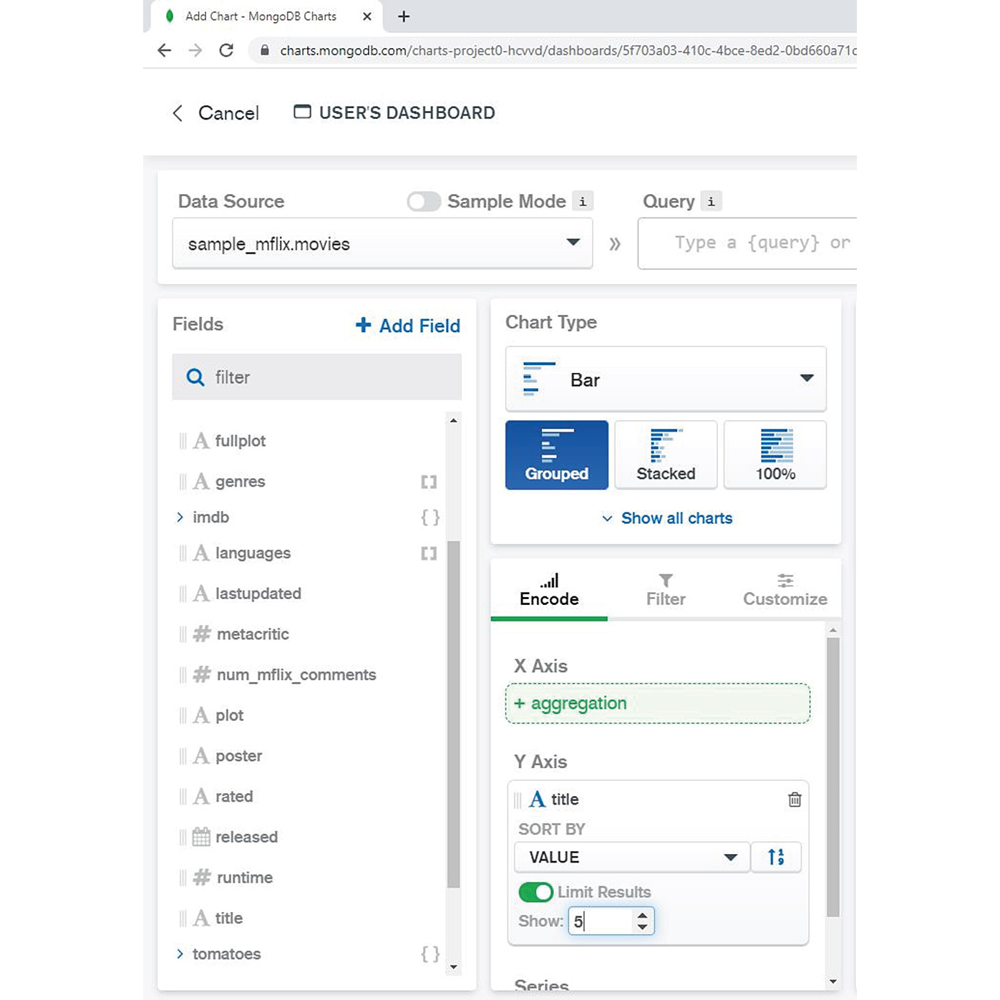 Add Chart - MongoDB Charts
charts.mongodb.com/charts-project0-hcvvd/dashboards/5f703a03-410c-4bce-8ed2-0bd660a71c
Cancel USER'S DASHBOARD
Data Source Sample Mode i Query i
sample_mflix.movies » Type a {query} or
Fields + Add Field
filter
A fullplot
A genres []
> imdb {}
A languages []
A lastupdated
# metacritic
# num_mflix_comments
A plot
A poster
A rated
released
# runtime
A title
> tomatoes {}
Chart Type
Bar
Grouped Stacked 100%
Show all charts
Encode Filter Customize
X Axis
+ aggregation
Y Axis
A title
SORT BY
VALUE 1 9
Limit Results
Show: 5
Series